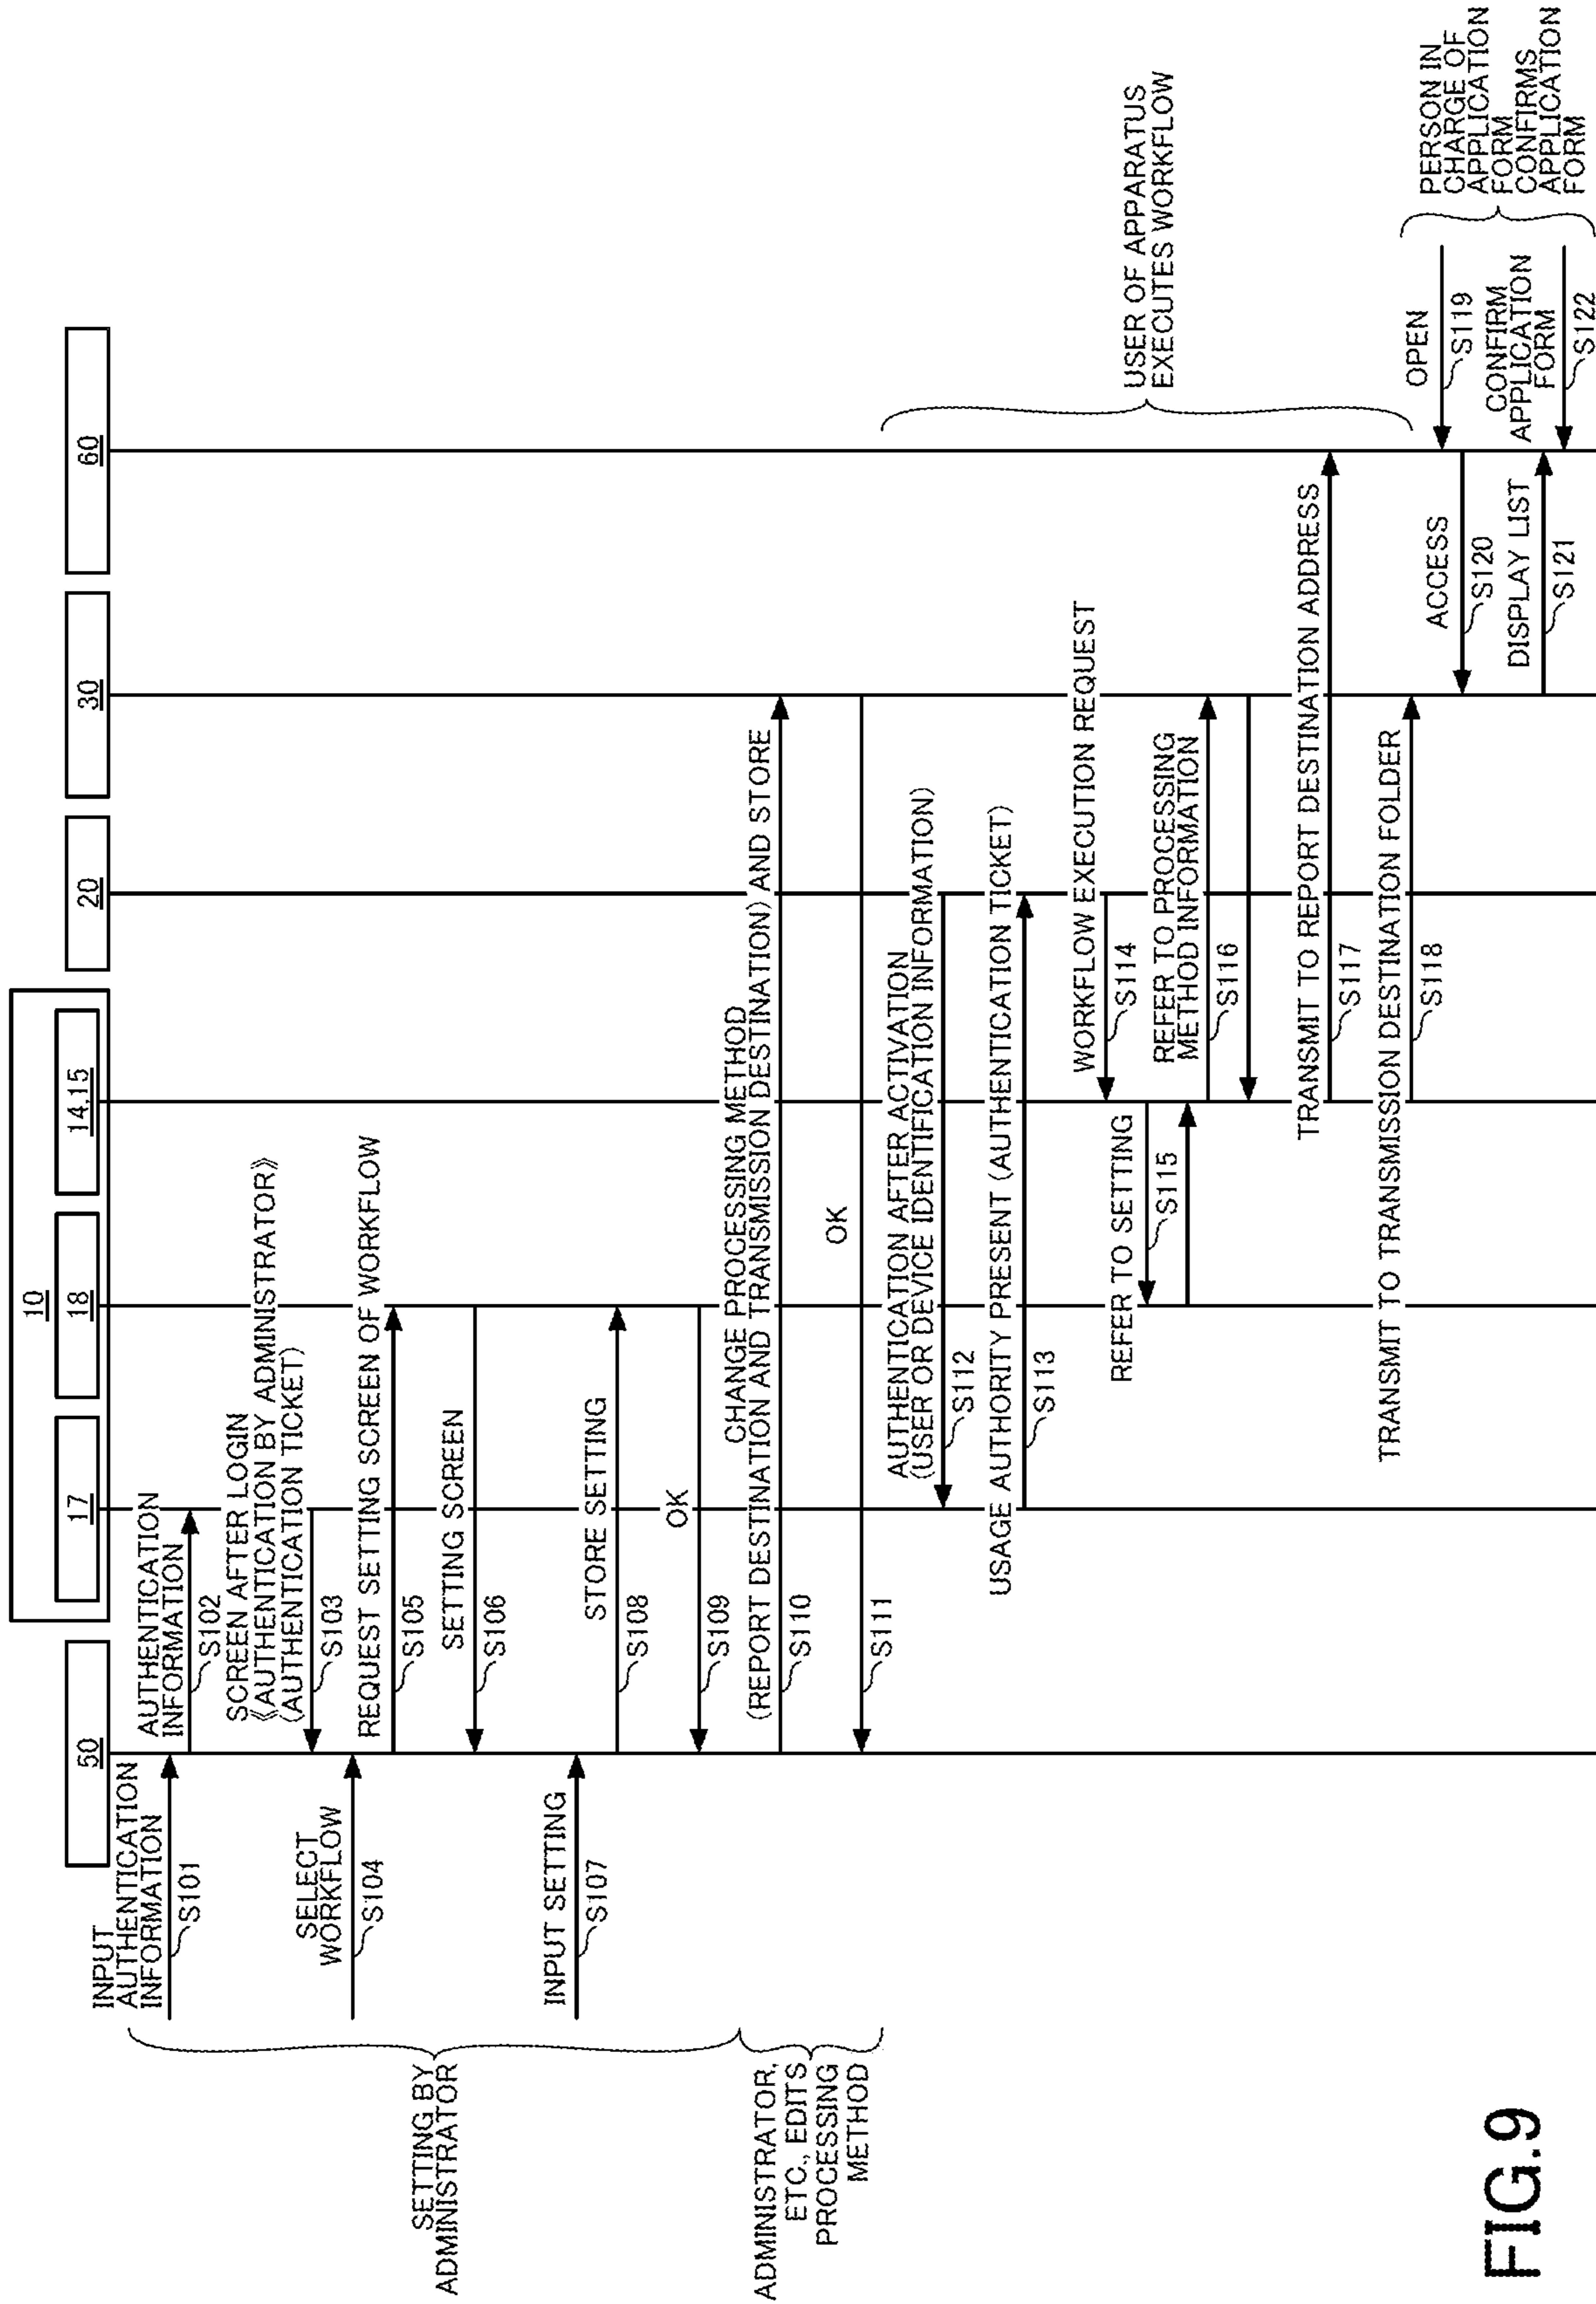 50
10
17
18
14,15
20
30
60
INPUT
AUTHENTICATION
INFORMATION
S101
AUTHENTICATION
INFORMATION
S102
SCREEN AFTER LOGIN
《AUTHENTICATION BY ADMINISTRATOR》
(AUTHENTICATION TICKET)
S103
SELECT
WORKFLOW
S104
REQUEST SETTING SCREEN OF WORKFLOW
S105
SETTING SCREEN
S106
INPUT SETTING
S107
STORE SETTING
S108
OK
S109
SETTING BY
ADMINISTRATOR
CHANGE PROCESSING METHOD
(REPORT DESTINATION AND TRANSMISSION DESTINATION) AND STORE
S110
OK
S111
ADMINISTRATOR,
ETC., EDITS
PROCESSING
METHOD
AUTHENTICATION AFTER ACTIVATION
(USER OR DEVICE IDENTIFICATION INFORMATION)
S112
USAGE AUTHORITY PRESENT (AUTHENTICATION TICKET)
S113
WORKFLOW EXECUTION REQUEST
S114
REFER TO SETTING
S115
REFER TO PROCESSING
METHOD INFORMATION
S116
TRANSMIT TO REPORT DESTINATION ADDRESS
S117
TRANSMIT TO TRANSMISSION DESTINATION FOLDER
S118
USER OF APPARATUS
EXECUTES WORKFLOW
OPEN
S119
ACCESS
S120
DISPLAY LIST
S121
CONFIRM
APPLICATION
FORM
S122
PERSON IN
CHARGE OF
APPLICATION
FORM
CONFIRMS
APPLICATION
FORM
FIG.9